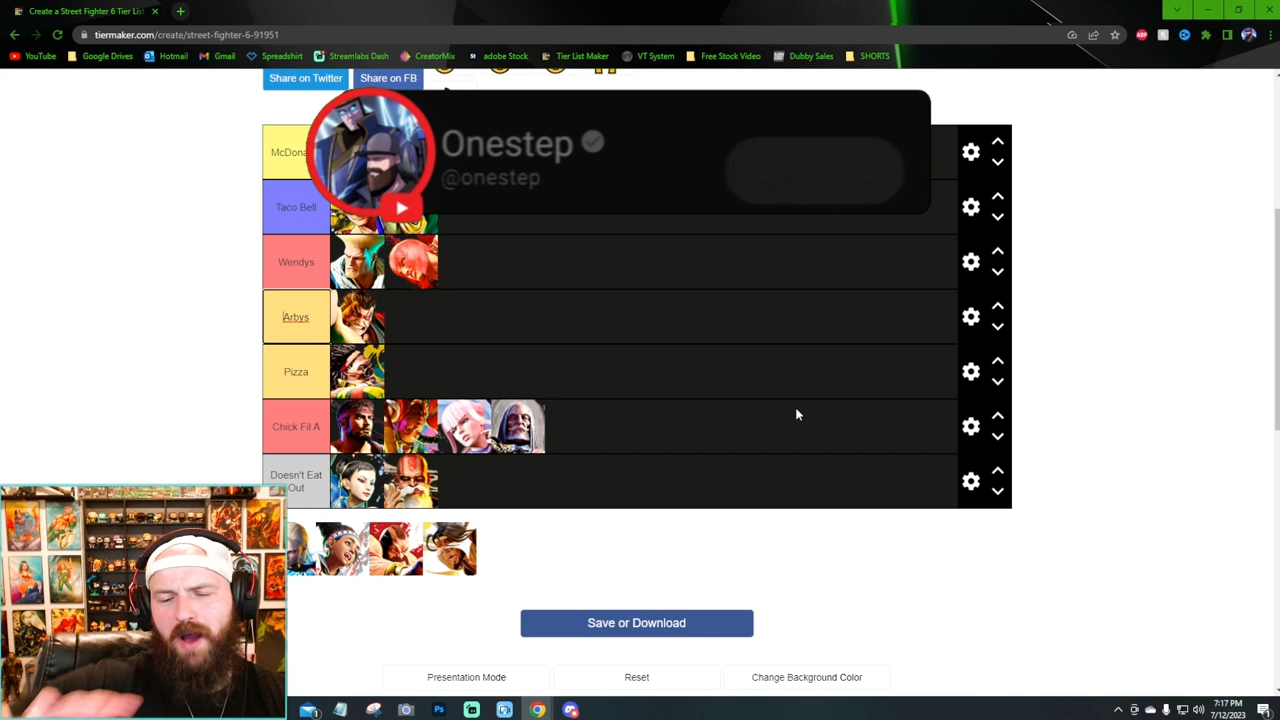 Create a Street Fighter 6 Tier List
tiermaker.com/create/street-fighter-6-91951
YouTube
Google Drive
Hotmail
Gmail
Spreadshirt
Streamlabs Dash
CreatorMix
adobe Stock
Tier List Maker
VT System
Free Stock Video
Dubby Sales
SHORTS
Share on Twitter
Share on FB
Onestep
@onestep
McDona
Taco Bell
Wendys
Arbys
Pizza
Chick Fil A
Doesn't Eat
Out
Save or Download
Presentation Mode
Reset
Change Background Color
7:17 PM
7/12/2023